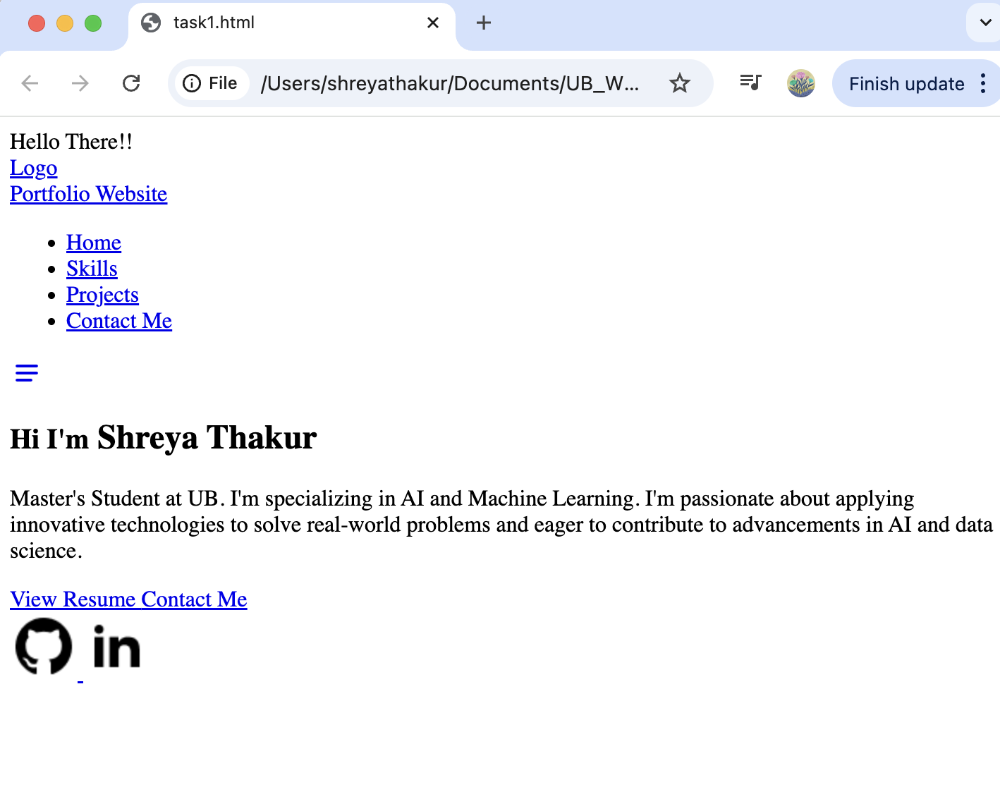 task1.html
File /Users/shreyathakur/Documents/UB_W... Finish update
Hello There!!
Logo
Portfolio Website
Home
Skills
Projects
Contact Me
Hi I'm Shreya Thakur
Master's Student at UB. I'm specializing in AI and Machine Learning. I'm passionate about applying
innovative technologies to solve real-world problems and eager to contribute to advancements in AI and data
science.
View Resume Contact Me
in